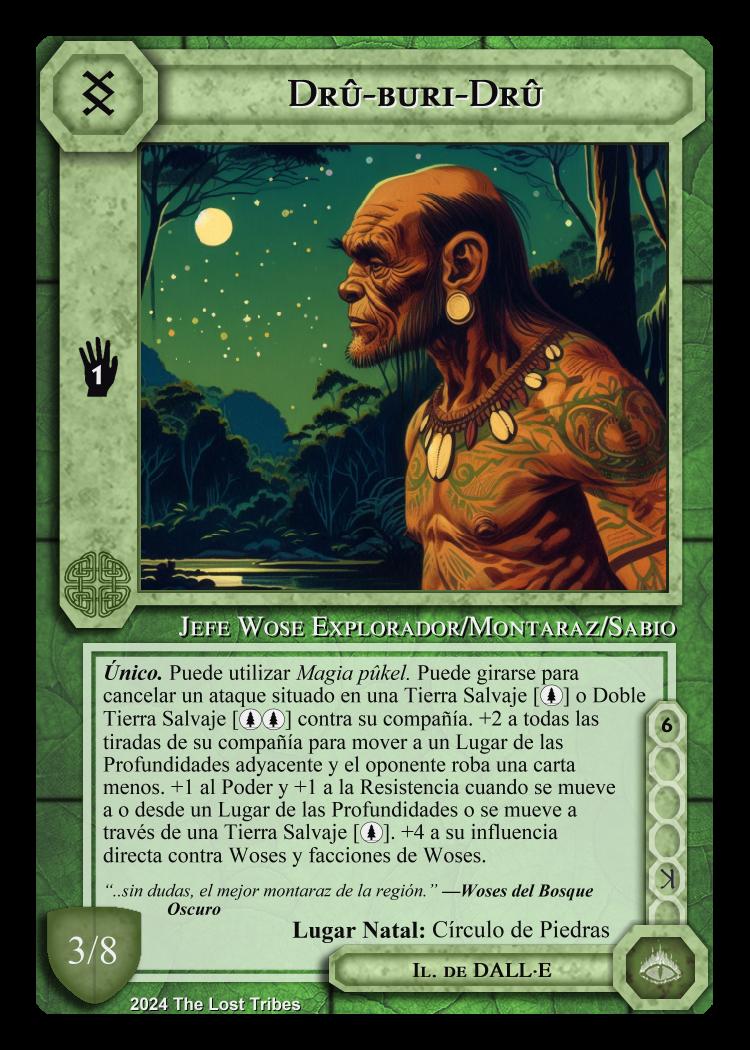 Drû-buri-Drû
1
Jefe Wose Explorador/Montaraz/Sabio
Único. Puede utilizar Magia pûkel. Puede girarse para
cancelar un ataque situado en una Tierra Salvaje [] o Doble
Tierra Salvaje [] contra su compañía. +2 a todas las
tiradas de su compañía para mover a un Lugar de las
Profundidades adyacente y el oponente roba una carta
menos. +1 al Poder y +1 a la Resistencia cuando se mueve
a o desde un Lugar de las Profundidades o se mueve a
través de una Tierra Salvaje []. +4 a su influencia
directa contra Woses y facciones de Woses.
6
“..sin dudas, el mejor montaraz de la región.” —Woses del Bosque
Oscuro
Lugar Natal: Círculo de Piedras
3/8
Il. de DALL·E
2024 The Lost Tribes